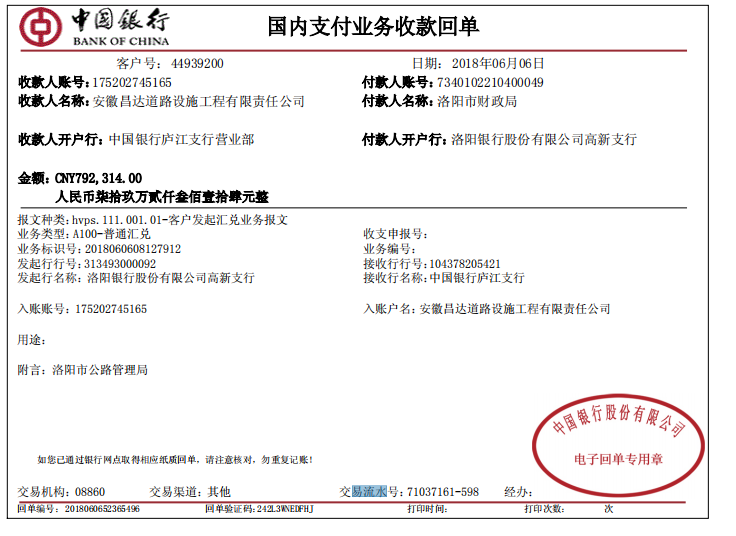 中国银行 国内支付业务收款回单
BANK OF CHINA
客户号：44939200 日期：2018年06月06日
收款人账号：175202745165 付款人账号：7340102210400049
收款人名称：安徽昌达道路设施工程有限责任公司 付款人名称：洛阳市财政局
收款人开户行：中国银行庐江支行营业部 付款人开户行：洛阳银行股份有限公司高新支行
金额：CNY792,314.00
人民币柒拾玖万贰仟叁佰壹拾肆元整
报文种类：hvps.111.001.01-客户发起汇兑业务报文
业务类型：A100-普通汇兑 收支申报号：
业务标识号：2018060608127912 业务编号：
发起行行号：313493000092 接收行行号：104378205421
发起行名称：洛阳银行股份有限公司高新支行 接收行名称：中国银行庐江支行
入账账号：175202745165 入账户名：安徽昌达道路设施工程有限责任公司
用途：
附言：洛阳市公路管理局
中国银行股份有限公司
电子回单专用章
如您已通过银行网点取得相应纸质回单，请注意核对，勿重复记账！
交易机构：08860 交易渠道：其他 交易流水号：71037161-598 经办：
回单编号：2018060652365496 回单验证码：242L3WNEDFHJ 打印时间： 打印次数： 次